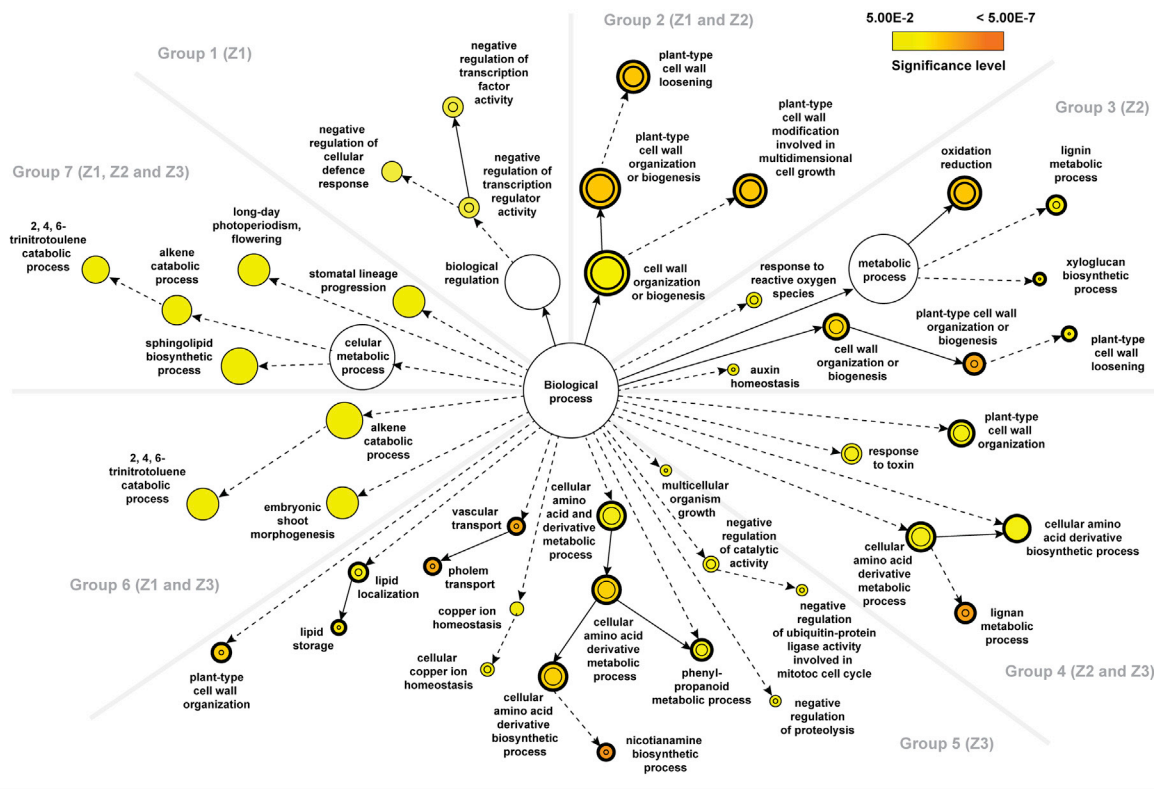 Group 1 (Z1)
negative
regulation of
transcription
factor
activity
negative
regulation of
cellular
defence
response
negative
regulation of
transcription
regulator
activity
biological
regulation
Group 2 (Z1 and Z2)
plant-type
cell wall
loosening
plant-type
cell wall
organization
or biogenesis
plant-type
cell wall
modification
involved in
multidimensional
cell growth
cell wall
organization
or biogenesis
5.00E-2
< 5.00E-7
Significance level
Group 3 (Z2)
oxidation
reduction
lignin
metabolic
process
metabolic
process
xyloglucan
biosynthetic
process
response to
reactive oxygen
species
plant-type cell wall
organization or
biogenesis
cell wall
organization or
biogenesis
plant-type
cell wall
loosening
auxin
homeostasis
Group 7 (Z1, Z2 and Z3)
2, 4, 6-
trinitrotoulene
catabolic
process
alkene
catabolic
process
long-day
photoperiodism,
flowering
stomatal lineage
progression
sphingolipid
biosynthetic
process
celular
metabolic
process
Biological
process
alkene
catabolic
process
2, 4, 6-
trinitrotoluene
catabolic
process
embryonic
shoot
morphogenesis
Group 6 (Z1 and Z3)
lipid
localization
lipid
storage
plant-type
cell wall
organization
vascular
transport
pholem
transport
copper ion
homeostasis
cellular
copper ion
homeostasis
cellular
amino
acid and
derivative
metabolic
process
cellular
amino acid
derivative
metabolic
process
cellular
amino acid
derivative
biosynthetic
process
nicotianamine
biosynthetic
process
phenyl-
propanoid
metabolic process
multicellular
organism
growth
negative
regulation
of catalytic
activity
negative
regulation
of ubiquitin-protein
ligase activity
involved in
mitotoc cell cycle
negative
regulation
of proteolysis
Group 5 (Z3)
plant-type
cell wall
organization
response
to toxin
cellular
amino acid
derivative
metabolic
process
cellular amino
acid derivative
biosynthetic process
lignan
metabolic
process
Group 4 (Z2 and Z3)